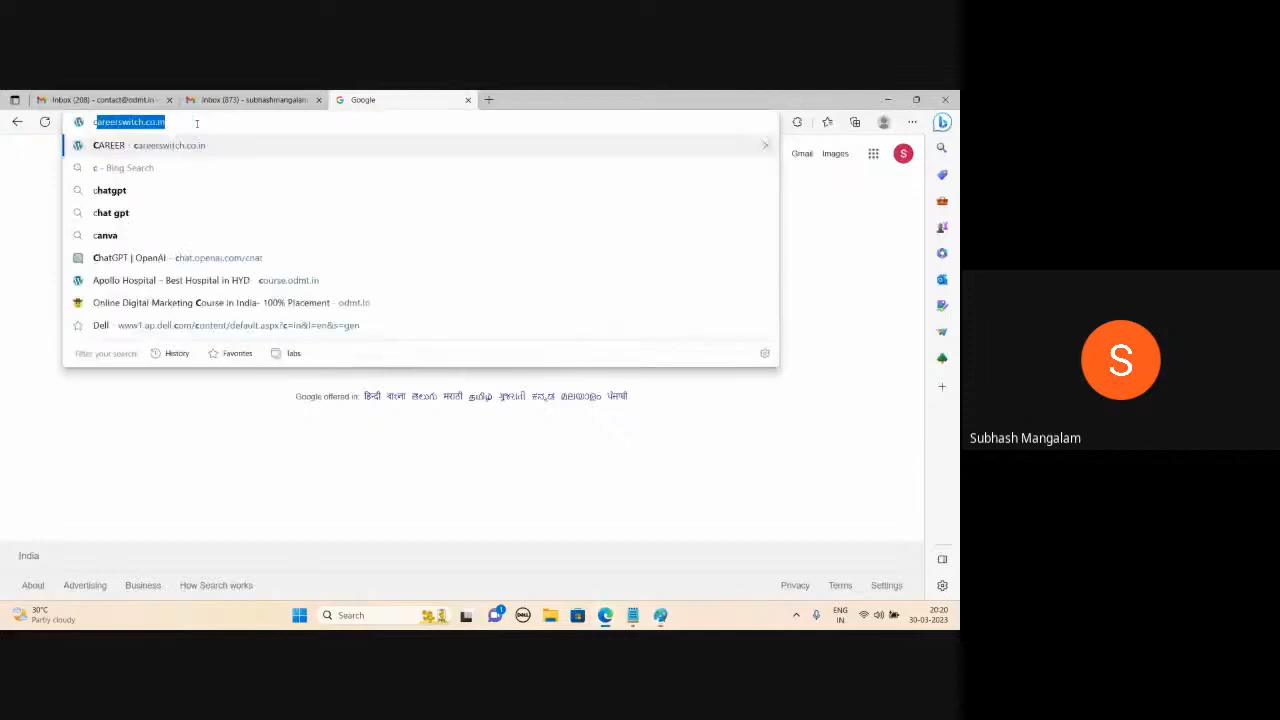 Inbox (208) - contact@odmt.in
Inbox (873) - subhashmangalam
Google
careerswitch.co.in
CAREER - careerswitch.co.in
c - Bing Search
chatgpt
chat gpt
canva
ChatGPT | OpenAI - chat.openai.com/chat
Apollo Hospital - Best Hospital in HYD - course.odmt.in
Online Digital Marketing Course in India- 100% Placement - odmt.in
Dell - www1.ap.dell.com/content/default.aspx?c=in&l=en&s=gen
Filter your search: History Favorites Tabs
Gmail Images
S
Google offered in: हिन्दी বাংলা తెలుగు मराठी தமிழ் ગુજરાતી ಕನ್ನಡ മലയാളം ਪੰਜਾਬੀ
India
About Advertising Business How Search works
Privacy Terms Settings
30°C
Partly cloudy
Search
1
DELL
ENG
IN
20:20
30-03-2023
S
Subhash Mangalam